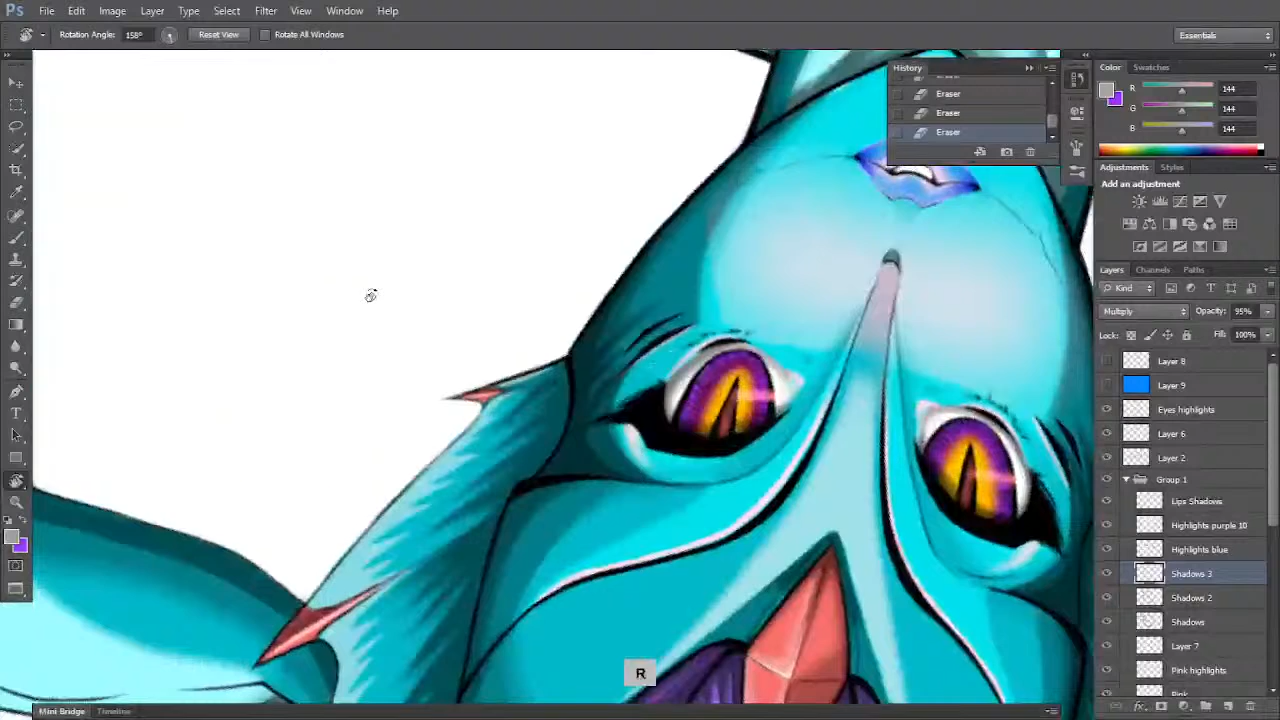 Ps File Edit Image Layer Type Select Filter Extract View Window Help
Rotation Angle: 158° Reset View Rotate All Windows Essentials
History
Eraser
Eraser
Eraser
Color Swatches
R 144
G 144
B 144
Adjustments Styles
Add an adjustment
Layers Channels Paths
Kind
Multiply Opacity: 95%
Lock: Fill: 100%
Layer 8
Layer 9
Eyes highlights
Layer 6
Layer 2
Group 1
Lips Shadows
Highlights purple 10
Highlights blue
Shadows 3
Shadows 2
Shadows
Layer 7
Pink highlights
Pink
R
Mini Bridge Timeline